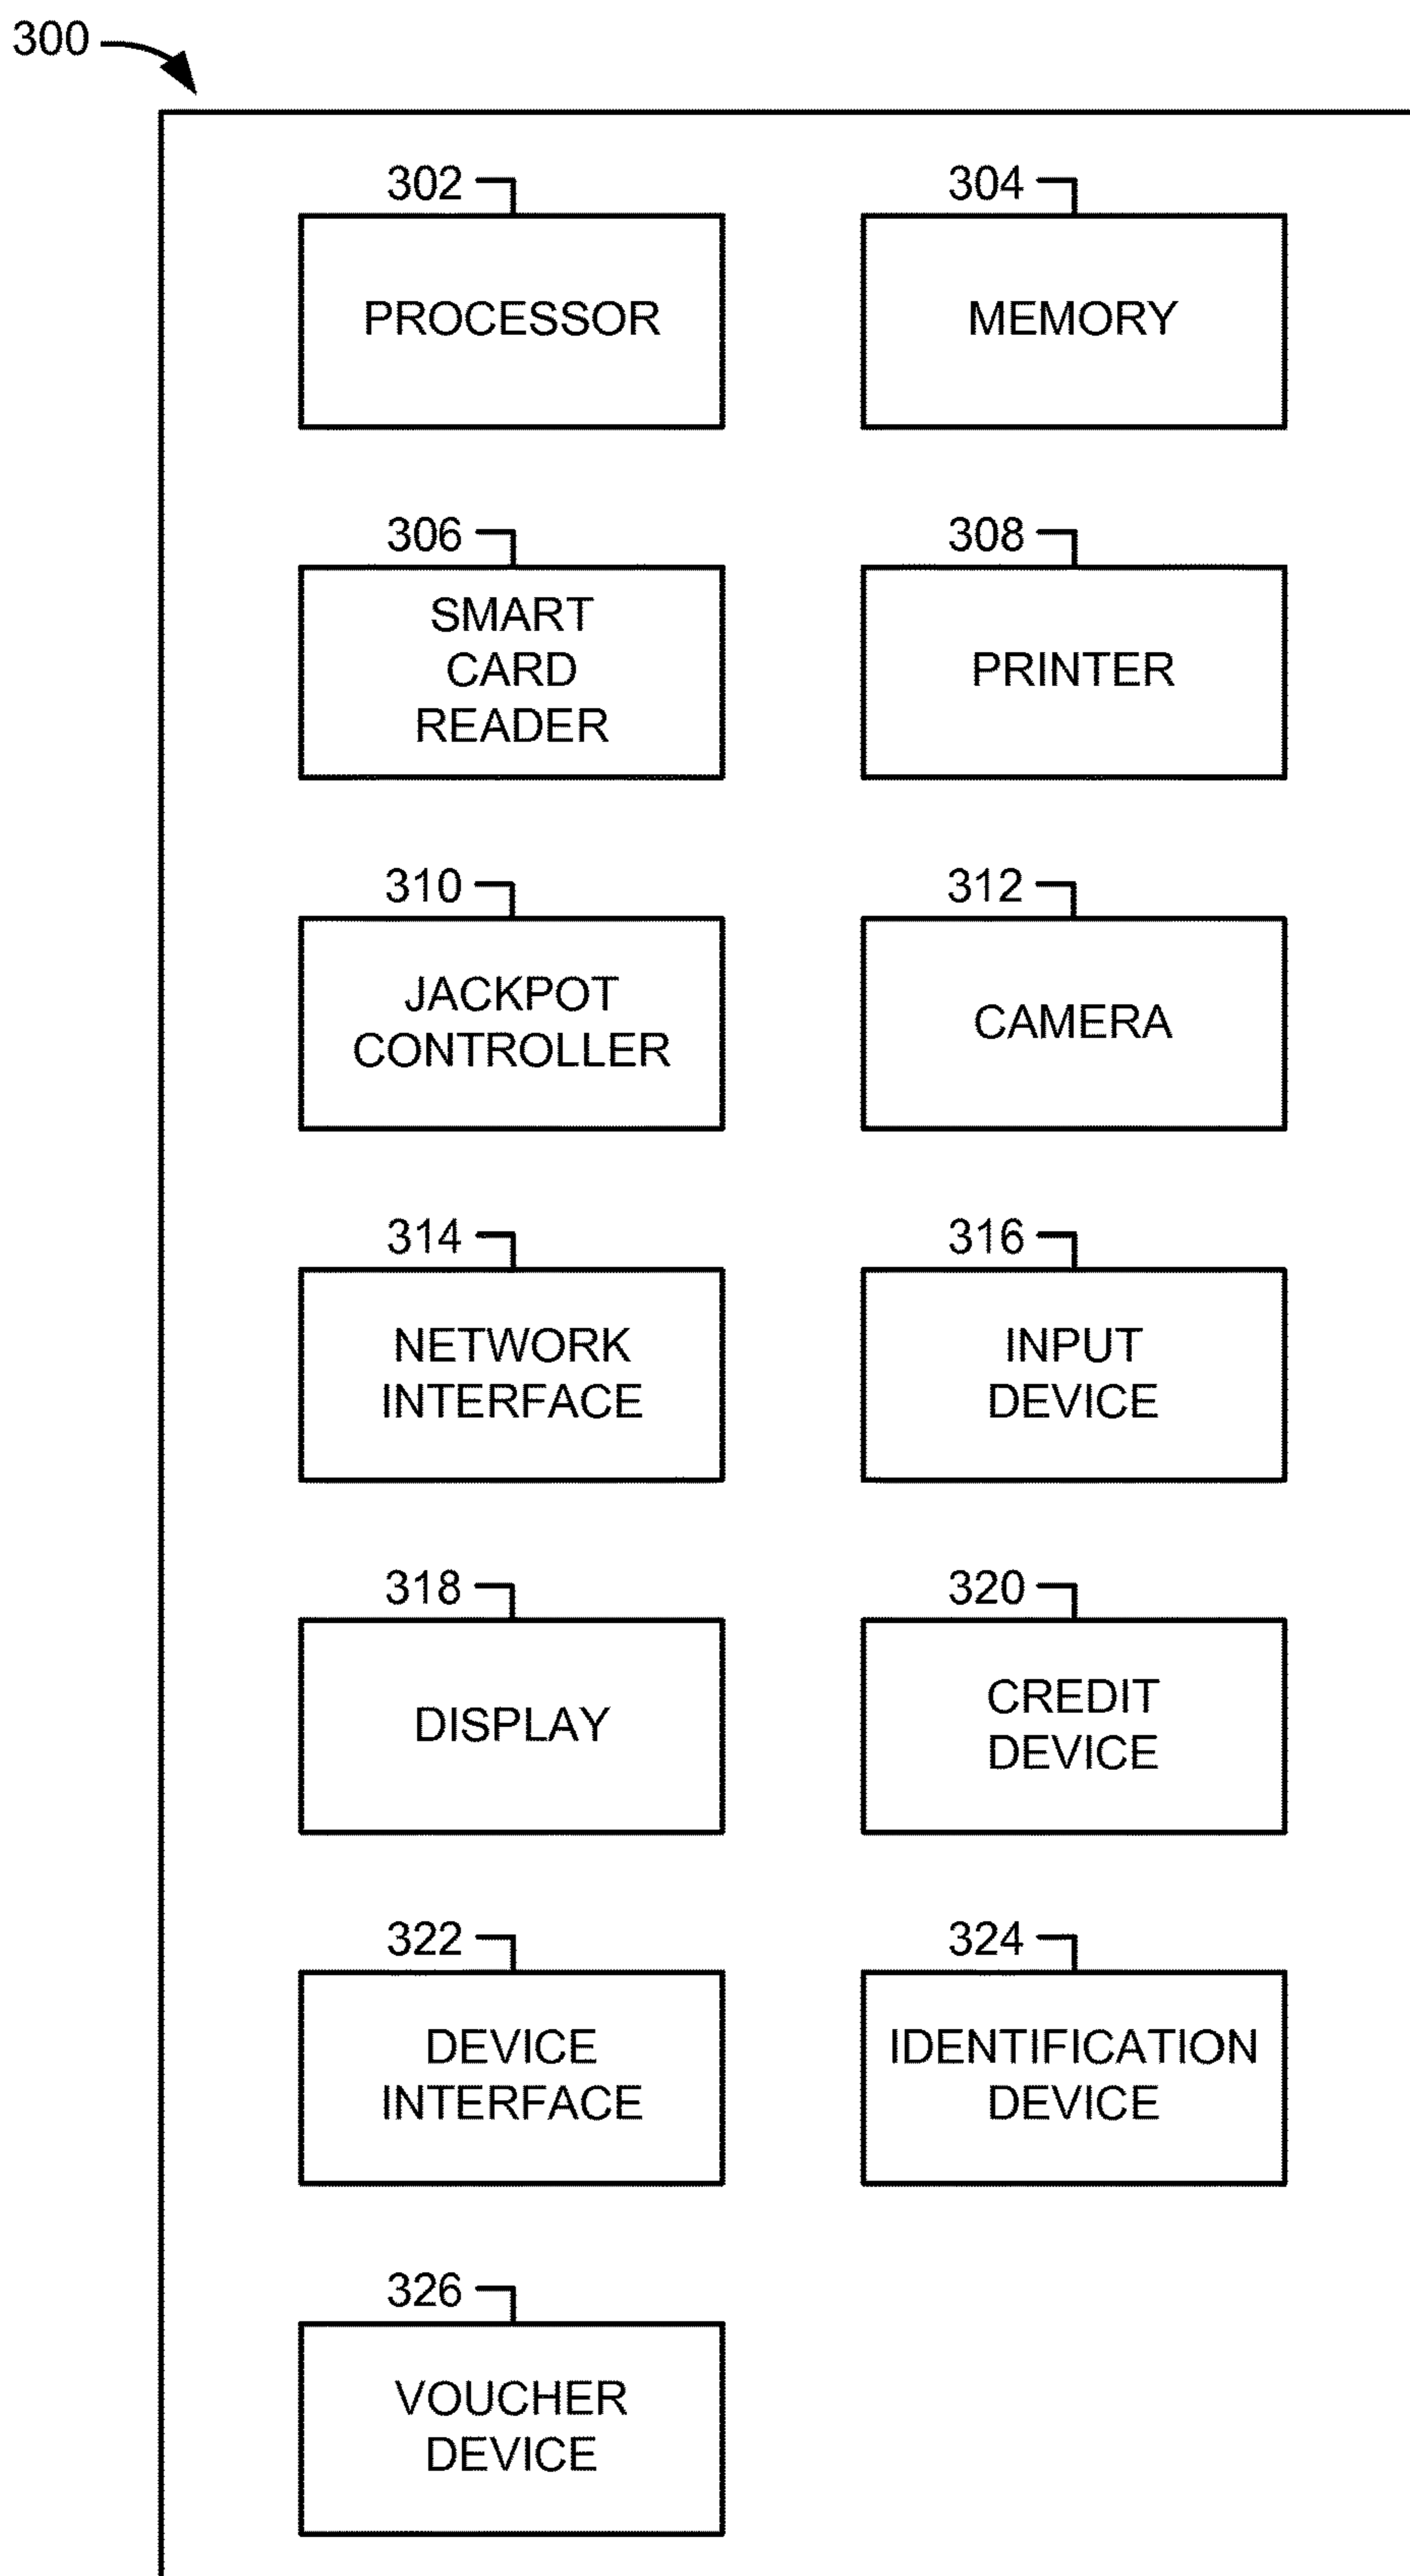 300
302
PROCESSOR
304
MEMORY
306
SMART
CARD
READER
308
PRINTER
310
JACKPOT
CONTROLLER
312
CAMERA
314
NETWORK
INTERFACE
316
INPUT
DEVICE
318
DISPLAY
320
CREDIT
DEVICE
322
DEVICE
INTERFACE
324
IDENTIFICATION
DEVICE
326
VOUCHER
DEVICE